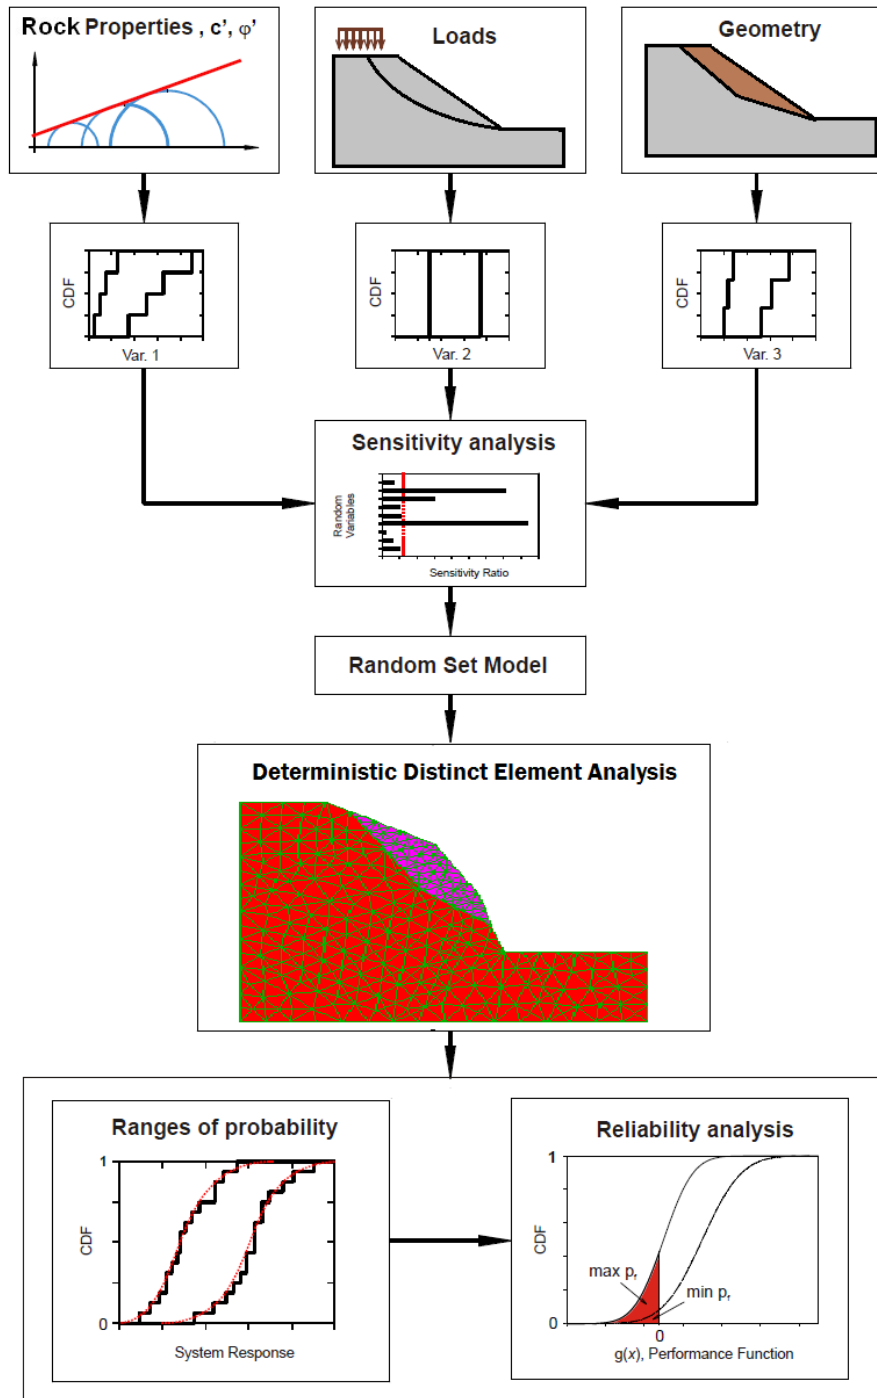 Rock Properties , c', φ'
Loads
Geometry
CDF
Var. 1
CDF
Var. 2
CDF
Var. 3
Sensitivity analysis
Random
Variables
Sensitivity Ratio
Random Set Model
Deterministic Distinct Element Analysis
Ranges of probability
1
CDF
0
System Response
Reliability analysis
1
CDF
max pf
min pf
0
0
g(x), Performance Function